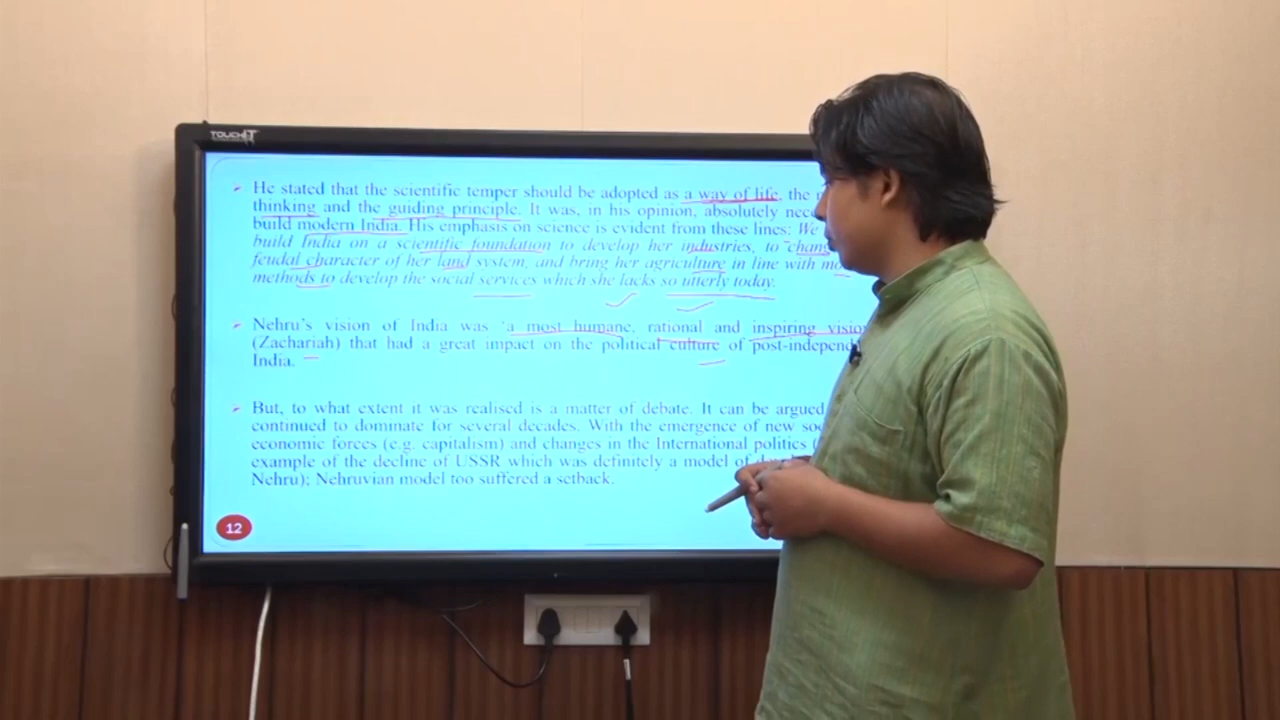 TOUCHIT
He stated that the scientific temper should be adopted as a way of life, the
thinking and the guiding principle. It was, in his opinion, absolutely
build modern India. His emphasis on science is evident from these lines: We
build India on a scientific foundation to develop her industries, to
feudal character of her land system, and bring her agriculture in line with
methods to develop the social services which she lacks so utterly today.
Nehru's vision of India was 'a most humane, rational and inspiring
(Zachariah) that had a great impact on the political culture of
India.
But, to what extent it was realised is a matter of debate. It can be argued
continued to dominate for several decades. With the emergence of new
economic forces (e.g. capitalism) and changes in the International politics
example of the decline of USSR which was definitely a model of
Nehru); Nehruvian model too suffered a setback.
12